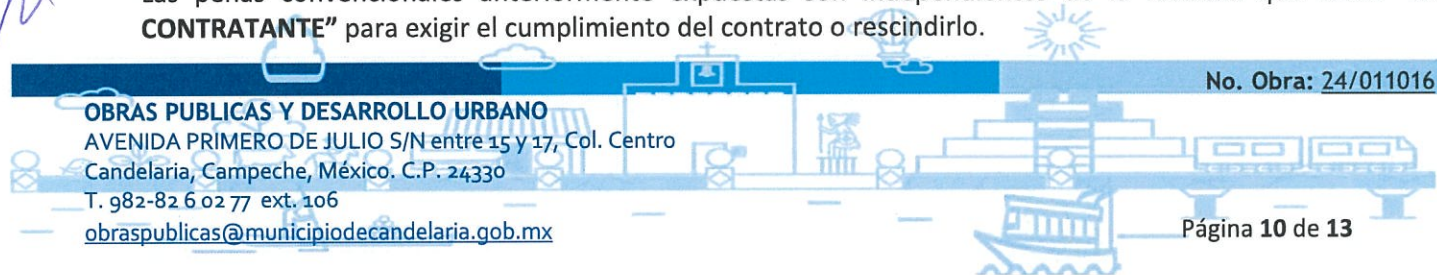 CONTRATANTE” para exigir el cumplimiento del contrato o rescindirlo.
No. Obra: 24/011016
OBRAS PUBLICAS Y DESARROLLO URBANO
AVENIDA PRIMERO DE JULIO S/N entre 15 y 17, Col. Centro
Candelaria, Campeche, México. C.P. 24330
T. 982-82 6 02 77 ext. 106
obraspublicas@municipiodecandelaria.gob.mx
Página 10 de 13